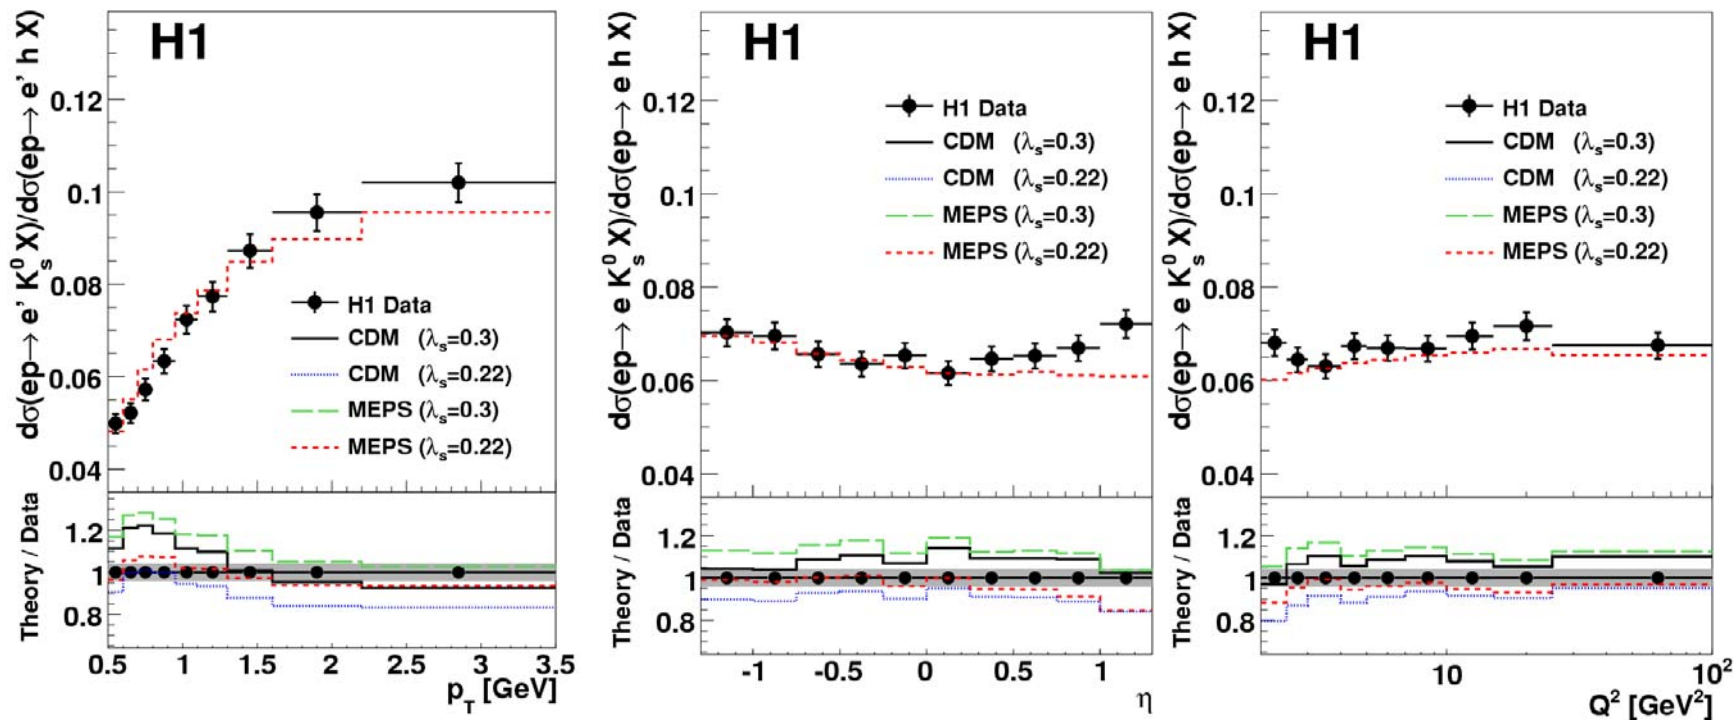 H1
dσ(ep→ e' K⁰ₛ X)/dσ(ep→ e' h X)
0.12
0.1
0.08
0.06
0.04
H1 Data
CDM (λₛ=0.3)
CDM (λₛ=0.22)
MEPS (λₛ=0.3)
MEPS (λₛ=0.22)
Theory / Data
1.2
1
0.8
0.5 1 1.5 2 2.5 3 3.5
p_T [GeV]
H1
dσ(ep→ e K⁰ₛ X)/dσ(ep→ e h X)
0.12
0.1
0.08
0.06
0.04
H1 Data
CDM (λₛ=0.3)
CDM (λₛ=0.22)
MEPS (λₛ=0.3)
MEPS (λₛ=0.22)
Theory / Data
1.2
1
0.8
-1 -0.5 0 0.5 1
η
H1
dσ(ep→ e K⁰ₛ X)/dσ(ep→ e h X)
0.12
0.1
0.08
0.06
0.04
H1 Data
CDM (λₛ=0.3)
CDM (λₛ=0.22)
MEPS (λₛ=0.3)
MEPS (λₛ=0.22)
Theory / Data
1.2
1
0.8
10 10²
Q² [GeV²]